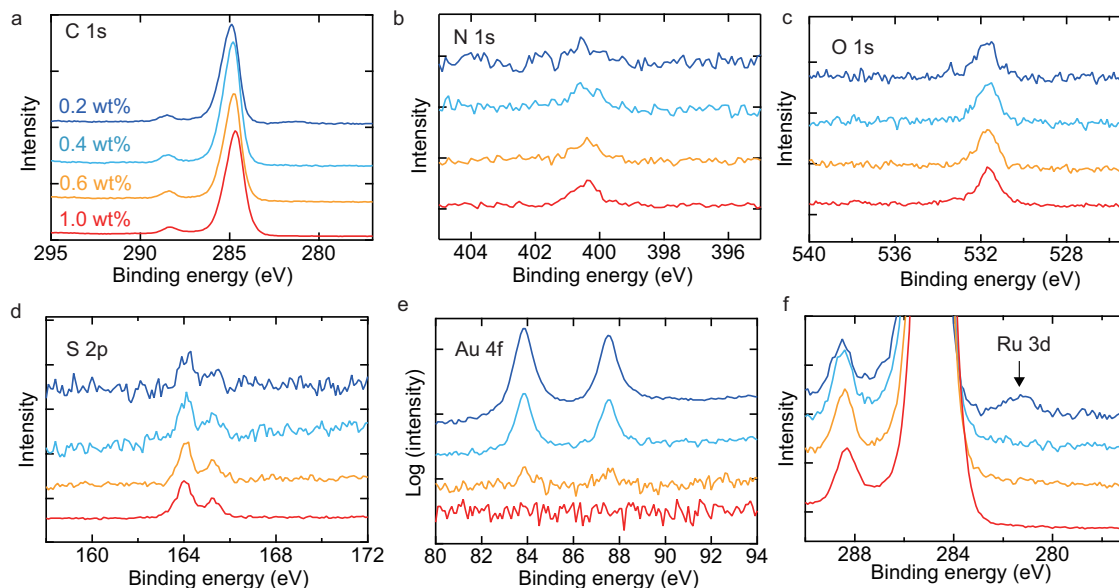 a
C 1s
0.2 wt%
0.4 wt%
0.6 wt%
1.0 wt%
Intensity
295 290 285 280
Binding energy (eV)
b
N 1s
Intensity
404 402 400 398 396
Binding energy (eV)
c
O 1s
Intensity
540 536 532 528
Binding energy (eV)
d
S 2p
Intensity
160 164 168 172
Binding energy (eV)
e
Au 4f
Log (intensity)
80 82 84 86 88 90 92 94
Binding energy (eV)
f
Ru 3d
Intensity
288 284 280
Binding energy (eV)